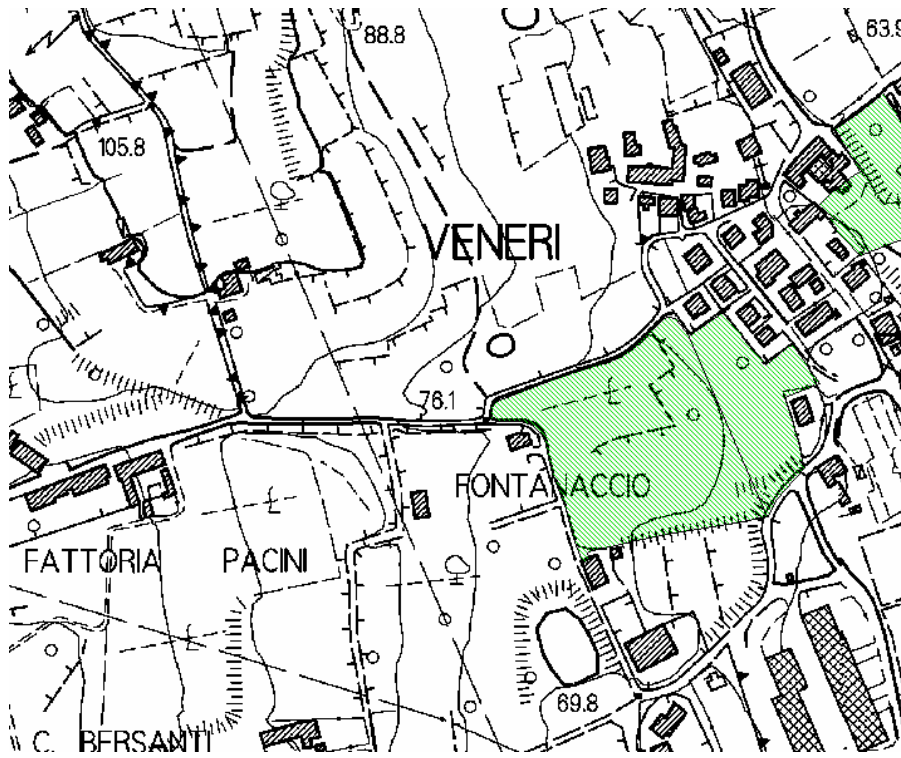 88.8
63.9
105.8
VENERI
76.1
FONTANACCIO
FATTORIA PACINI
69.8
C. BERSANTI